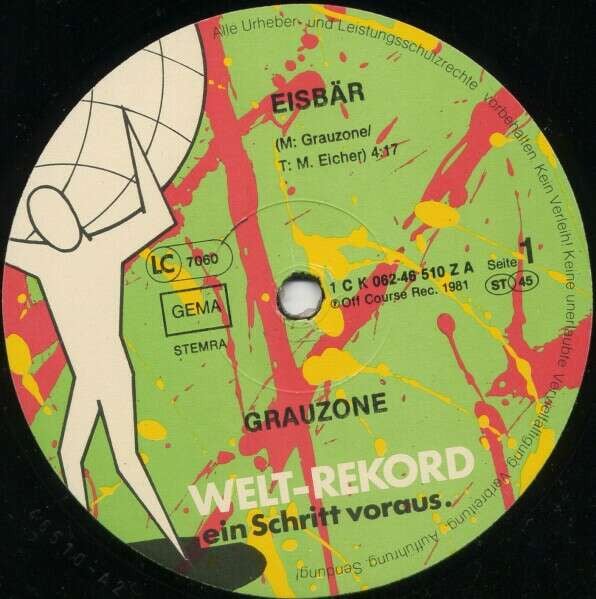 Alle Urheber- und Leistungsschutzrechte vorbehalten. Kein Verleih! Keine unerlaubte Vervielfältigung, Verbreitung, Aufführung, Sendung!
EISBÄR
(M: Grauzone/
T: M. Eicher) 4:17
LC 7060
GEMA
STEMRA
1 C K 062-46 510 Z A
℗Off Course Rec. 1981
Seite 1
ST 45
GRAUZONE
WELT-REKORD
ein Schritt voraus.